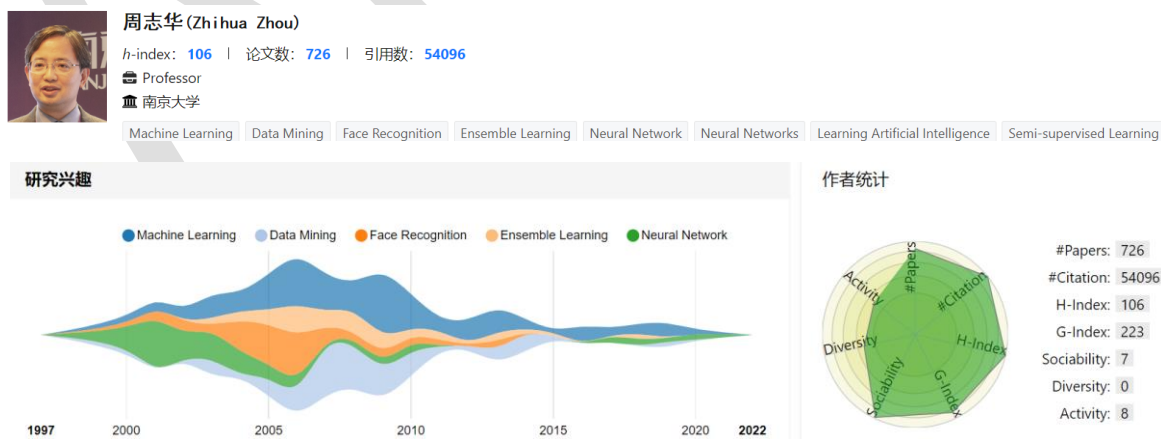 周志华(Zhihua Zhou)
h-index: 106 | 论文数: 726 | 引用数: 54096
Professor
南京大学
Machine Learning Data Mining Face Recognition Ensemble Learning Neural Network Neural Networks Learning Artificial Intelligence Semi-supervised Learning
研究兴趣
Machine Learning Data Mining Face Recognition Ensemble Learning Neural Network
1997 2000 2005 2010 2015 2020 2022
作者统计
#Papers
#Citation
H-Index
G-Index
Sociability
Diversity
Activity
#Papers: 726
#Citation: 54096
H-Index: 106
G-Index: 223
Sociability: 7
Diversity: 0
Activity: 8